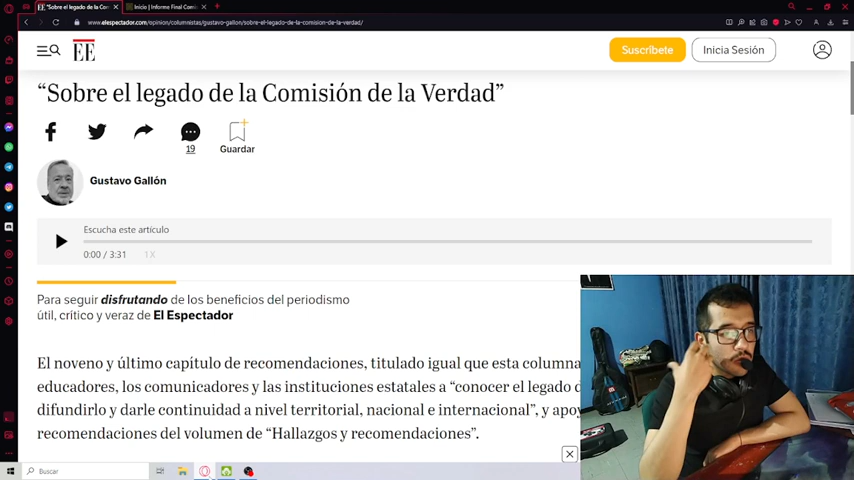 "Sobre el legado de la Com
Inicio | Informe Final Comi
www.elespectador.com/opinion/columnistas/gustavo-gallon/sobre-el-legado-de-la-comision-de-la-verdad/
EE
Suscríbete
Inicia Sesión
“Sobre el legado de la Comisión de la Verdad”
19
Guardar
Gustavo Gallón
Escucha este artículo
0:00 / 3:31
1X
Para seguir disfrutando de los beneficios del periodismo
útil, crítico y veraz de El Espectador
El noveno y último capítulo de recomendaciones, titulado igual que esta columna
educadores, los comunicadores y las instituciones estatales a “conocer el legado d
difundirlo y darle continuidad a nivel territorial, nacional e internacional”, y apoy
recomendaciones del volumen de “Hallazgos y recomendaciones”.
Buscar